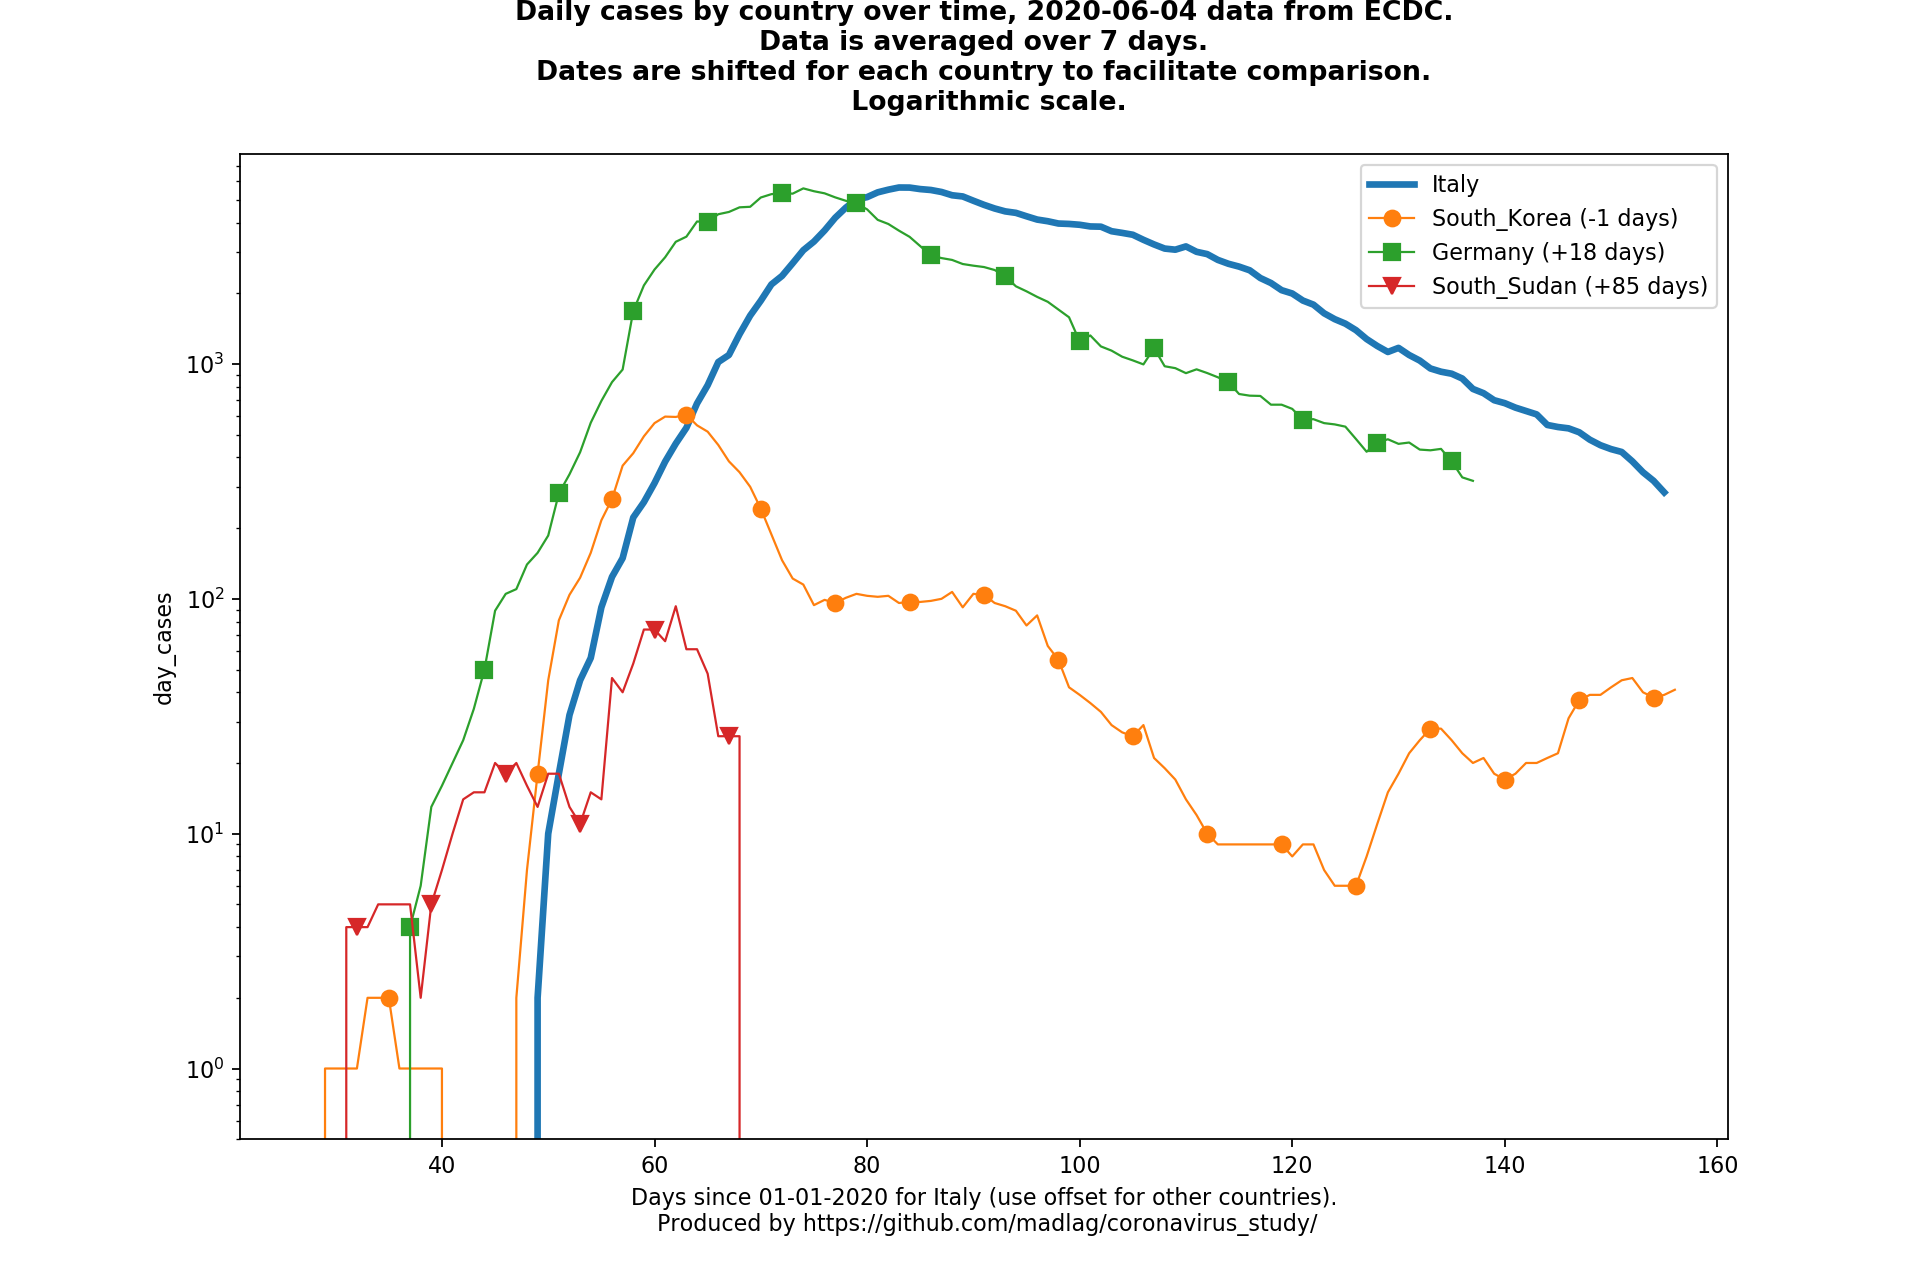 Daily cases by country over time, 2020-06-04 data from ECDC.
Data is averaged over 7 days.
Dates are shifted for each country to facilitate comparison.
Logarithmic scale.
Italy
South_Korea (-1 days)
Germany (+18 days)
South_Sudan (+85 days)
day_cases
10³
10²
10¹
10⁰
40 60 80 100 120 140 160
Days since 01-01-2020 for Italy (use offset for other countries).
Produced by https://github.com/madlag/coronavirus_study/